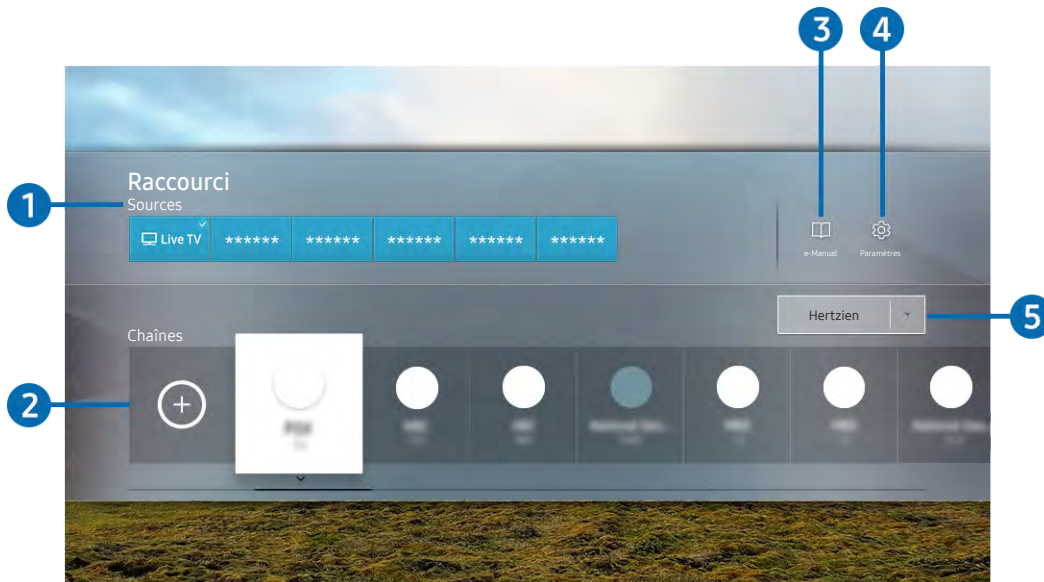 3 4
Raccourci
1 Sources
Live TV ****** ****** ****** ****** ******
e-Manual Paramètres
Hertzien 5
Chaînes
2